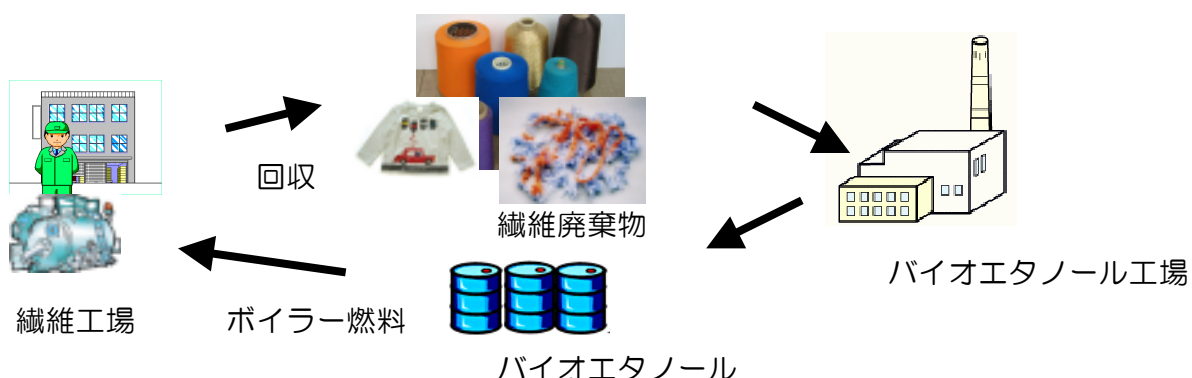 回収
繊維廃棄物
バイオエタノール工場
繊維工場
ボイラー燃料
バイオエタノール